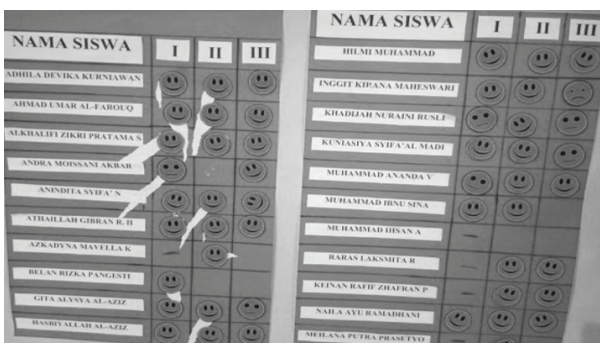 NAMA SISWA I II III
ADHILA DEVIKA KURNIAWAN
AHMAD UMAR AL-FAROUQ
ALKHALIFI ZIKRI PRATAMA S
ANDRA MOISSANI AKBAR
ANINDITA SYIFA' N
ATHAILLAH GIBRAN R. H
AZKADYNA MAVELLA K
BELAN RIZKA PANGESTI
GITA ALYSYA AL-AZIZ
HASBIYALLAH AL-AZIZ
NAMA SISWA I II III
HILMI MUHAMMAD
INGGIT KIRANA MAHESWARI
KHADIJAH NURAINI RUSLI
KUNIASIYA SYIFA'AL MADI
MUHAMMAD ANANDA V
MUHAMMAD IBNU SINA
MUHAMMAD IHSAN A
RARAS LAKSMITA R
KEINAN RAFIF ZHAFRAN P
NAILA AYU RAMADHANI
MEILANA PUTRA PRASETYO